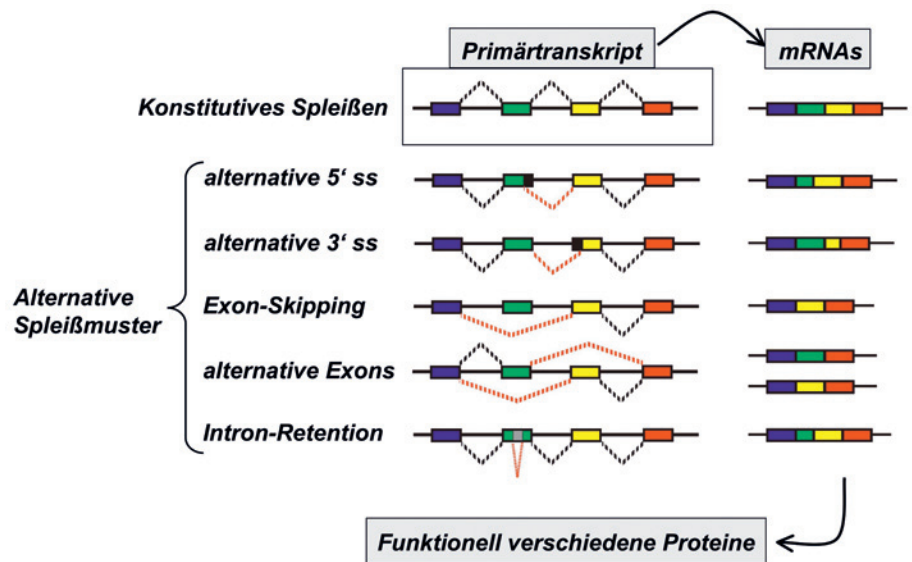 Primärtranskript
mRNAs
Konstitutives Spleißen
alternative 5‘ ss
alternative 3‘ ss
Exon-Skipping
Alternative
Spleißmuster
alternative Exons
Intron-Retention
Funktionell verschiedene Proteine